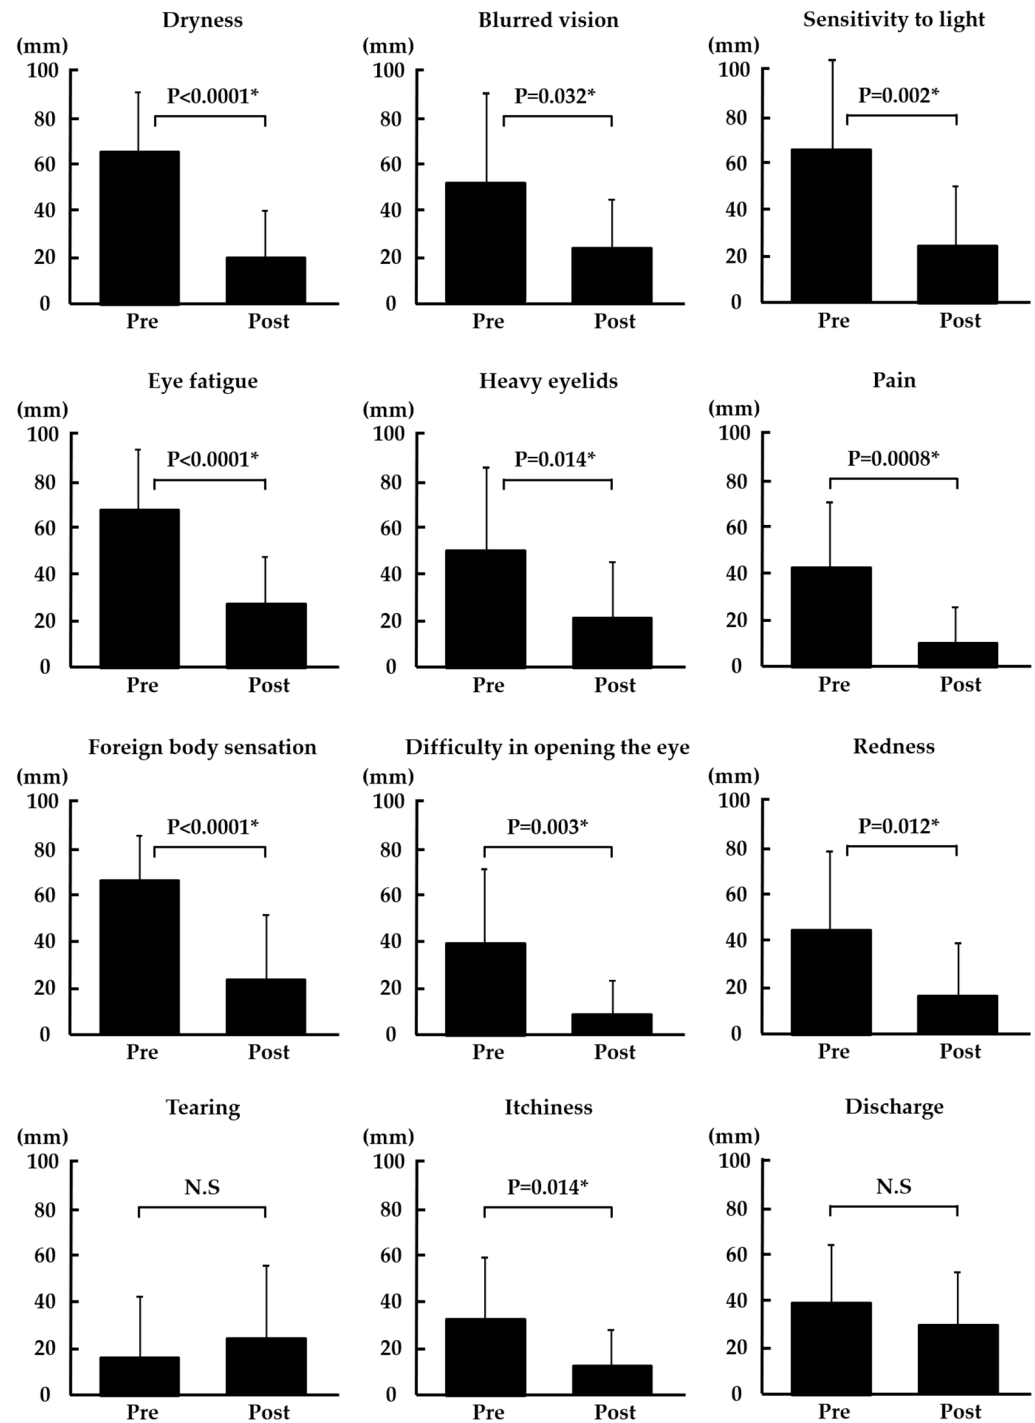 Dryness
(mm)
100
P<0.0001*
80
60
40
20
0
Pre Post
Blurred vision
(mm)
100
P=0.032*
80
60
40
20
0
Pre Post
Sensitivity to light
(mm)
100
P=0.002*
80
60
40
20
0
Pre Post
Eye fatigue
(mm)
100
P<0.0001*
80
60
40
20
0
Pre Post
Heavy eyelids
(mm)
100
P=0.014*
80
60
40
20
0
Pre Post
Pain
(mm)
100
P=0.0008*
80
60
40
20
0
Pre Post
Foreign body sensation
(mm)
100
P<0.0001*
80
60
40
20
0
Pre Post
Difficulty in opening the eye
(mm)
100
P=0.003*
80
60
40
20
0
Pre Post
Redness
(mm)
100
P=0.012*
80
60
40
20
0
Pre Post
Tearing
(mm)
100
N.S
80
60
40
20
0
Pre Post
Itchiness
(mm)
100
P=0.014*
80
60
40
20
0
Pre Post
Discharge
(mm)
100
N.S
80
60
40
20
0
Pre Post